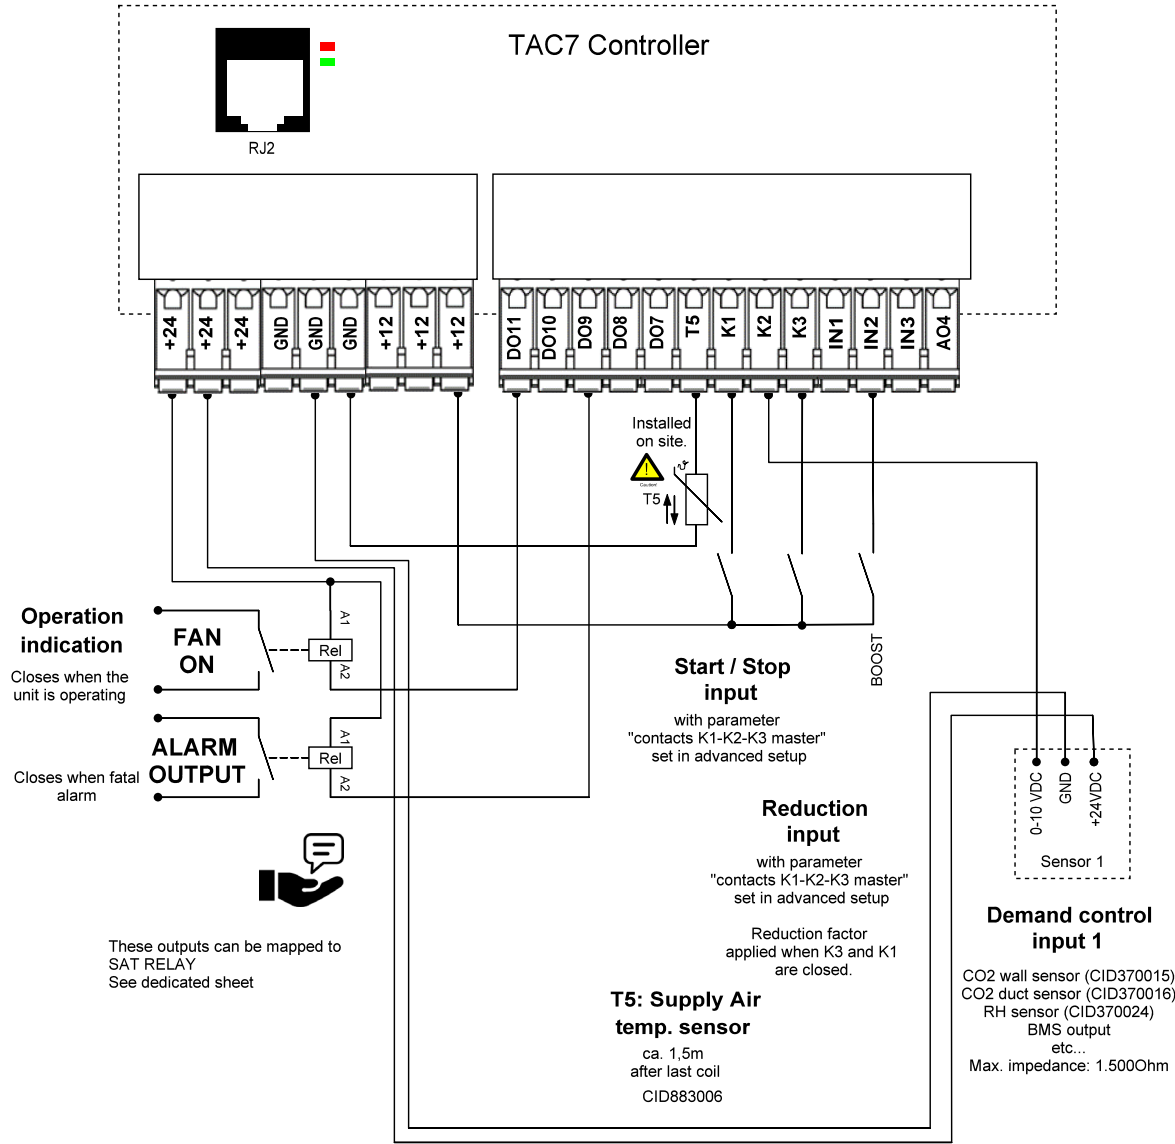 TAC7 Controller
RJ2
+24
+24
+24
GND
GND
GND
+12
+12
+12
DO11
DO10
DO9
DO8
DO7
T5
K1
K2
K3
IN1
IN2
IN3
AO4
Installed
on site.
Caution!
T5
Operation
indication
Closes when the
unit is operating
FAN
ON
A1
Rel
A2
Closes when fatal
alarm
ALARM
OUTPUT
A1
Rel
A2
These outputs can be mapped to
SAT RELAY
See dedicated sheet
Start / Stop
input
with parameter
"contacts K1-K2-K3 master"
set in advanced setup
BOOST
Reduction
input
with parameter
"contacts K1-K2-K3 master"
set in advanced setup
Reduction factor
applied when K3 and K1
are closed.
T5: Supply Air
temp. sensor
ca. 1,5m
after last coil
CID883006
0-10 VDC
GND
+24VDC
Sensor 1
Demand control
input 1
CO2 wall sensor (CID370015)
CO2 duct sensor (CID370016)
RH sensor (CID370024)
BMS output
etc...
Max. impedance: 1.500Ohm